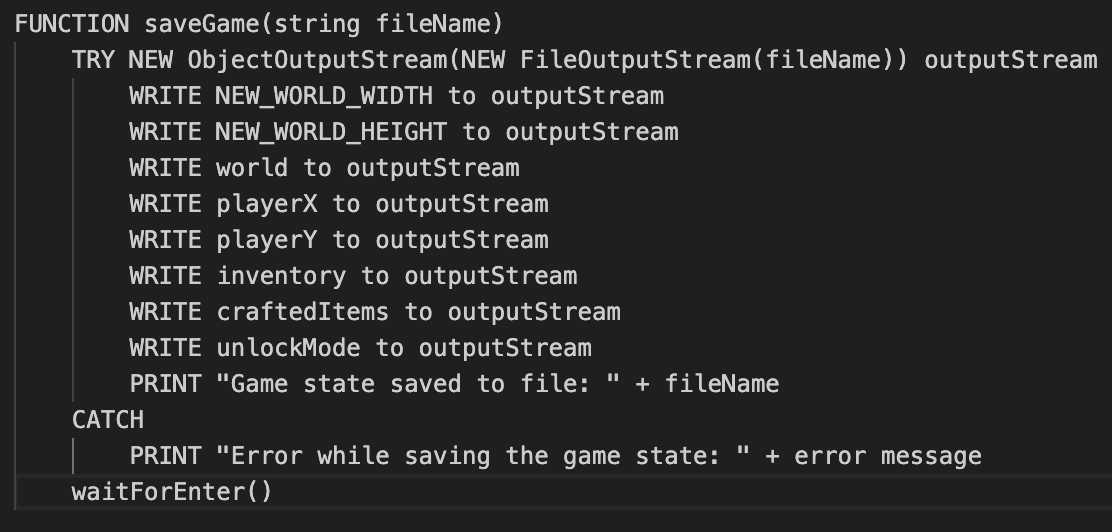 FUNCTION saveGame(string fileName)
    TRY NEW ObjectOutputStream(NEW FileOutputStream(fileName)) outputStream
        WRITE NEW_WORLD_WIDTH to outputStream
        WRITE NEW_WORLD_HEIGHT to outputStream
        WRITE world to outputStream
        WRITE playerX to outputStream
        WRITE playerY to outputStream
        WRITE inventory to outputStream
        WRITE craftedItems to outputStream
        WRITE unlockMode to outputStream
        PRINT "Game state saved to file: " + fileName
    CATCH
        PRINT "Error while saving the game state: " + error message
    waitForEnter()